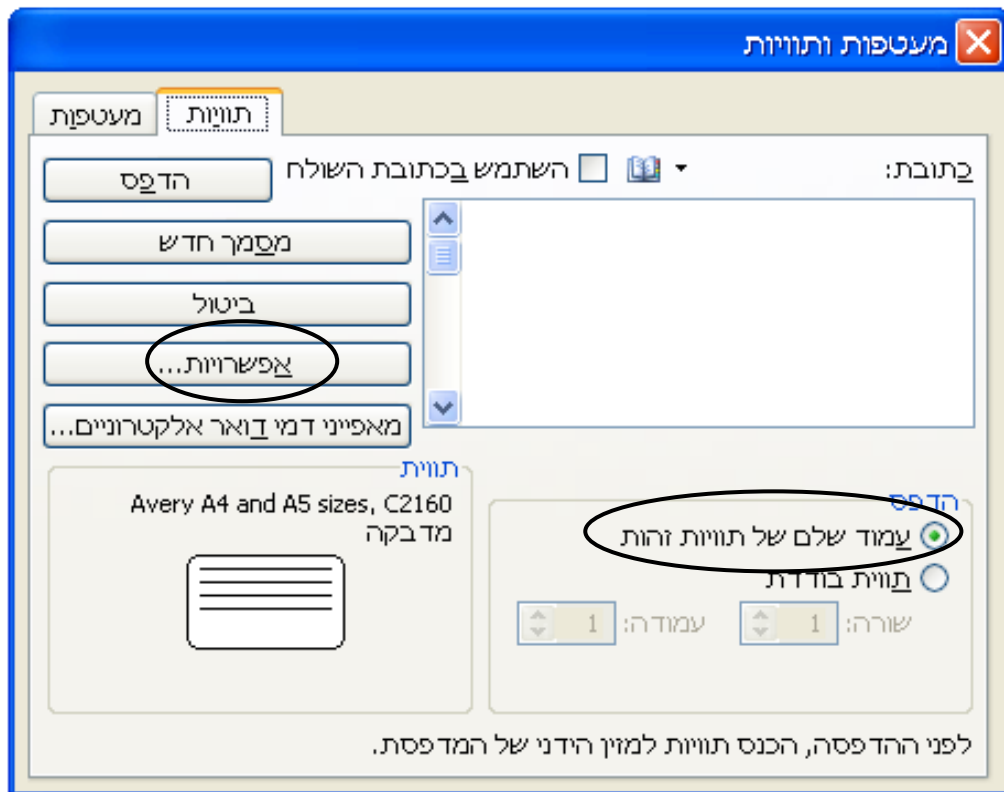 מעטפות ותוויות
תוויות
מעטפות
כתובת:
השתמש בכתובת השולח
הדפס
מסמך חדש
ביטול
אפשרויות...
מאפייני דמי דואר אלקטרוניים...
הדפס
עמוד שלם של תוויות זהות
תווית בודדת
שורה: 1 עמודה: 1
תווית
Avery A4 and A5 sizes, C2160
מדבקה
לפני ההדפסה, הכנס תוויות למזין הידני של המדפסת.